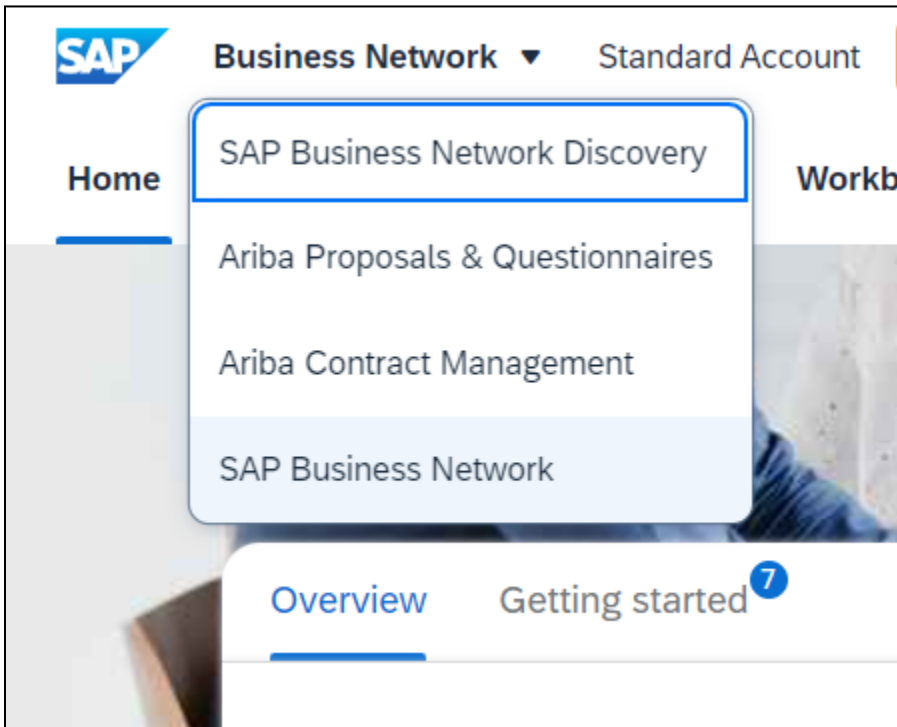 SAP Business Network ▼ Standard Account
SAP Business Network Discovery
Home
Ariba Proposals & Questionnaires
Ariba Contract Management
SAP Business Network
Overview Getting started 7